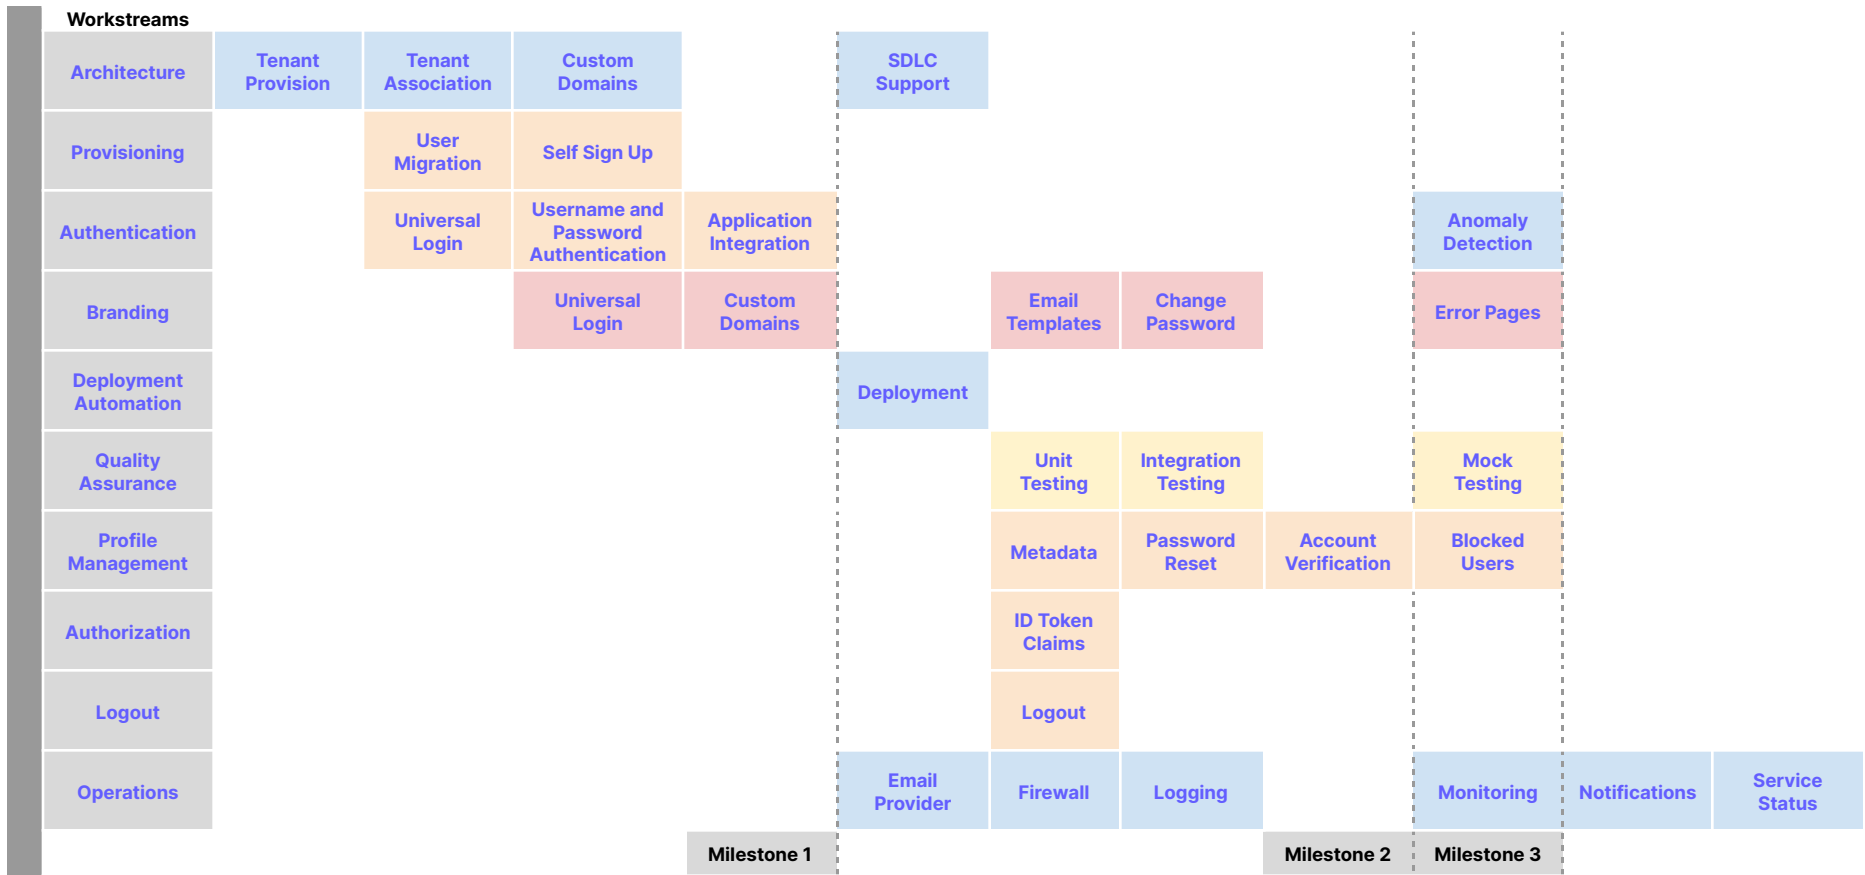 Workstreams
Architecture
Tenant
Provision
Tenant
Association
Custom
Domains
SDLC
Support
Provisioning
User
Migration
Self Sign Up
Authentication
Universal
Login
Username and
Password
Authentication
Application
Integration
Anomaly
Detection
Branding
Universal
Login
Custom
Domains
Email
Templates
Change
Password
Error Pages
Deployment
Automation
Deployment
Quality
Assurance
Unit
Testing
Integration
Testing
Mock
Testing
Profile
Management
Metadata
Password
Reset
Account
Verification
Blocked
Users
Authorization
ID Token
Claims
Logout
Logout
Operations
Email
Provider
Firewall
Logging
Monitoring
Notifications
Service
Status
Milestone 1
Milestone 2
Milestone 3